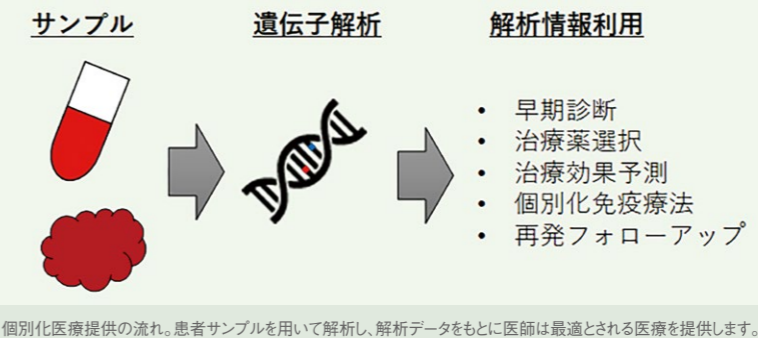 サンプル
遺伝子解析
解析情報利用
• 早期診断
• 治療薬選択
• 治療効果予測
• 個別化免疫療法
• 再発フォローアップ
個別化医療提供の流れ。患者サンプルを用いて解析し、解析データをもとに医師は最適とされる医療を提供します。